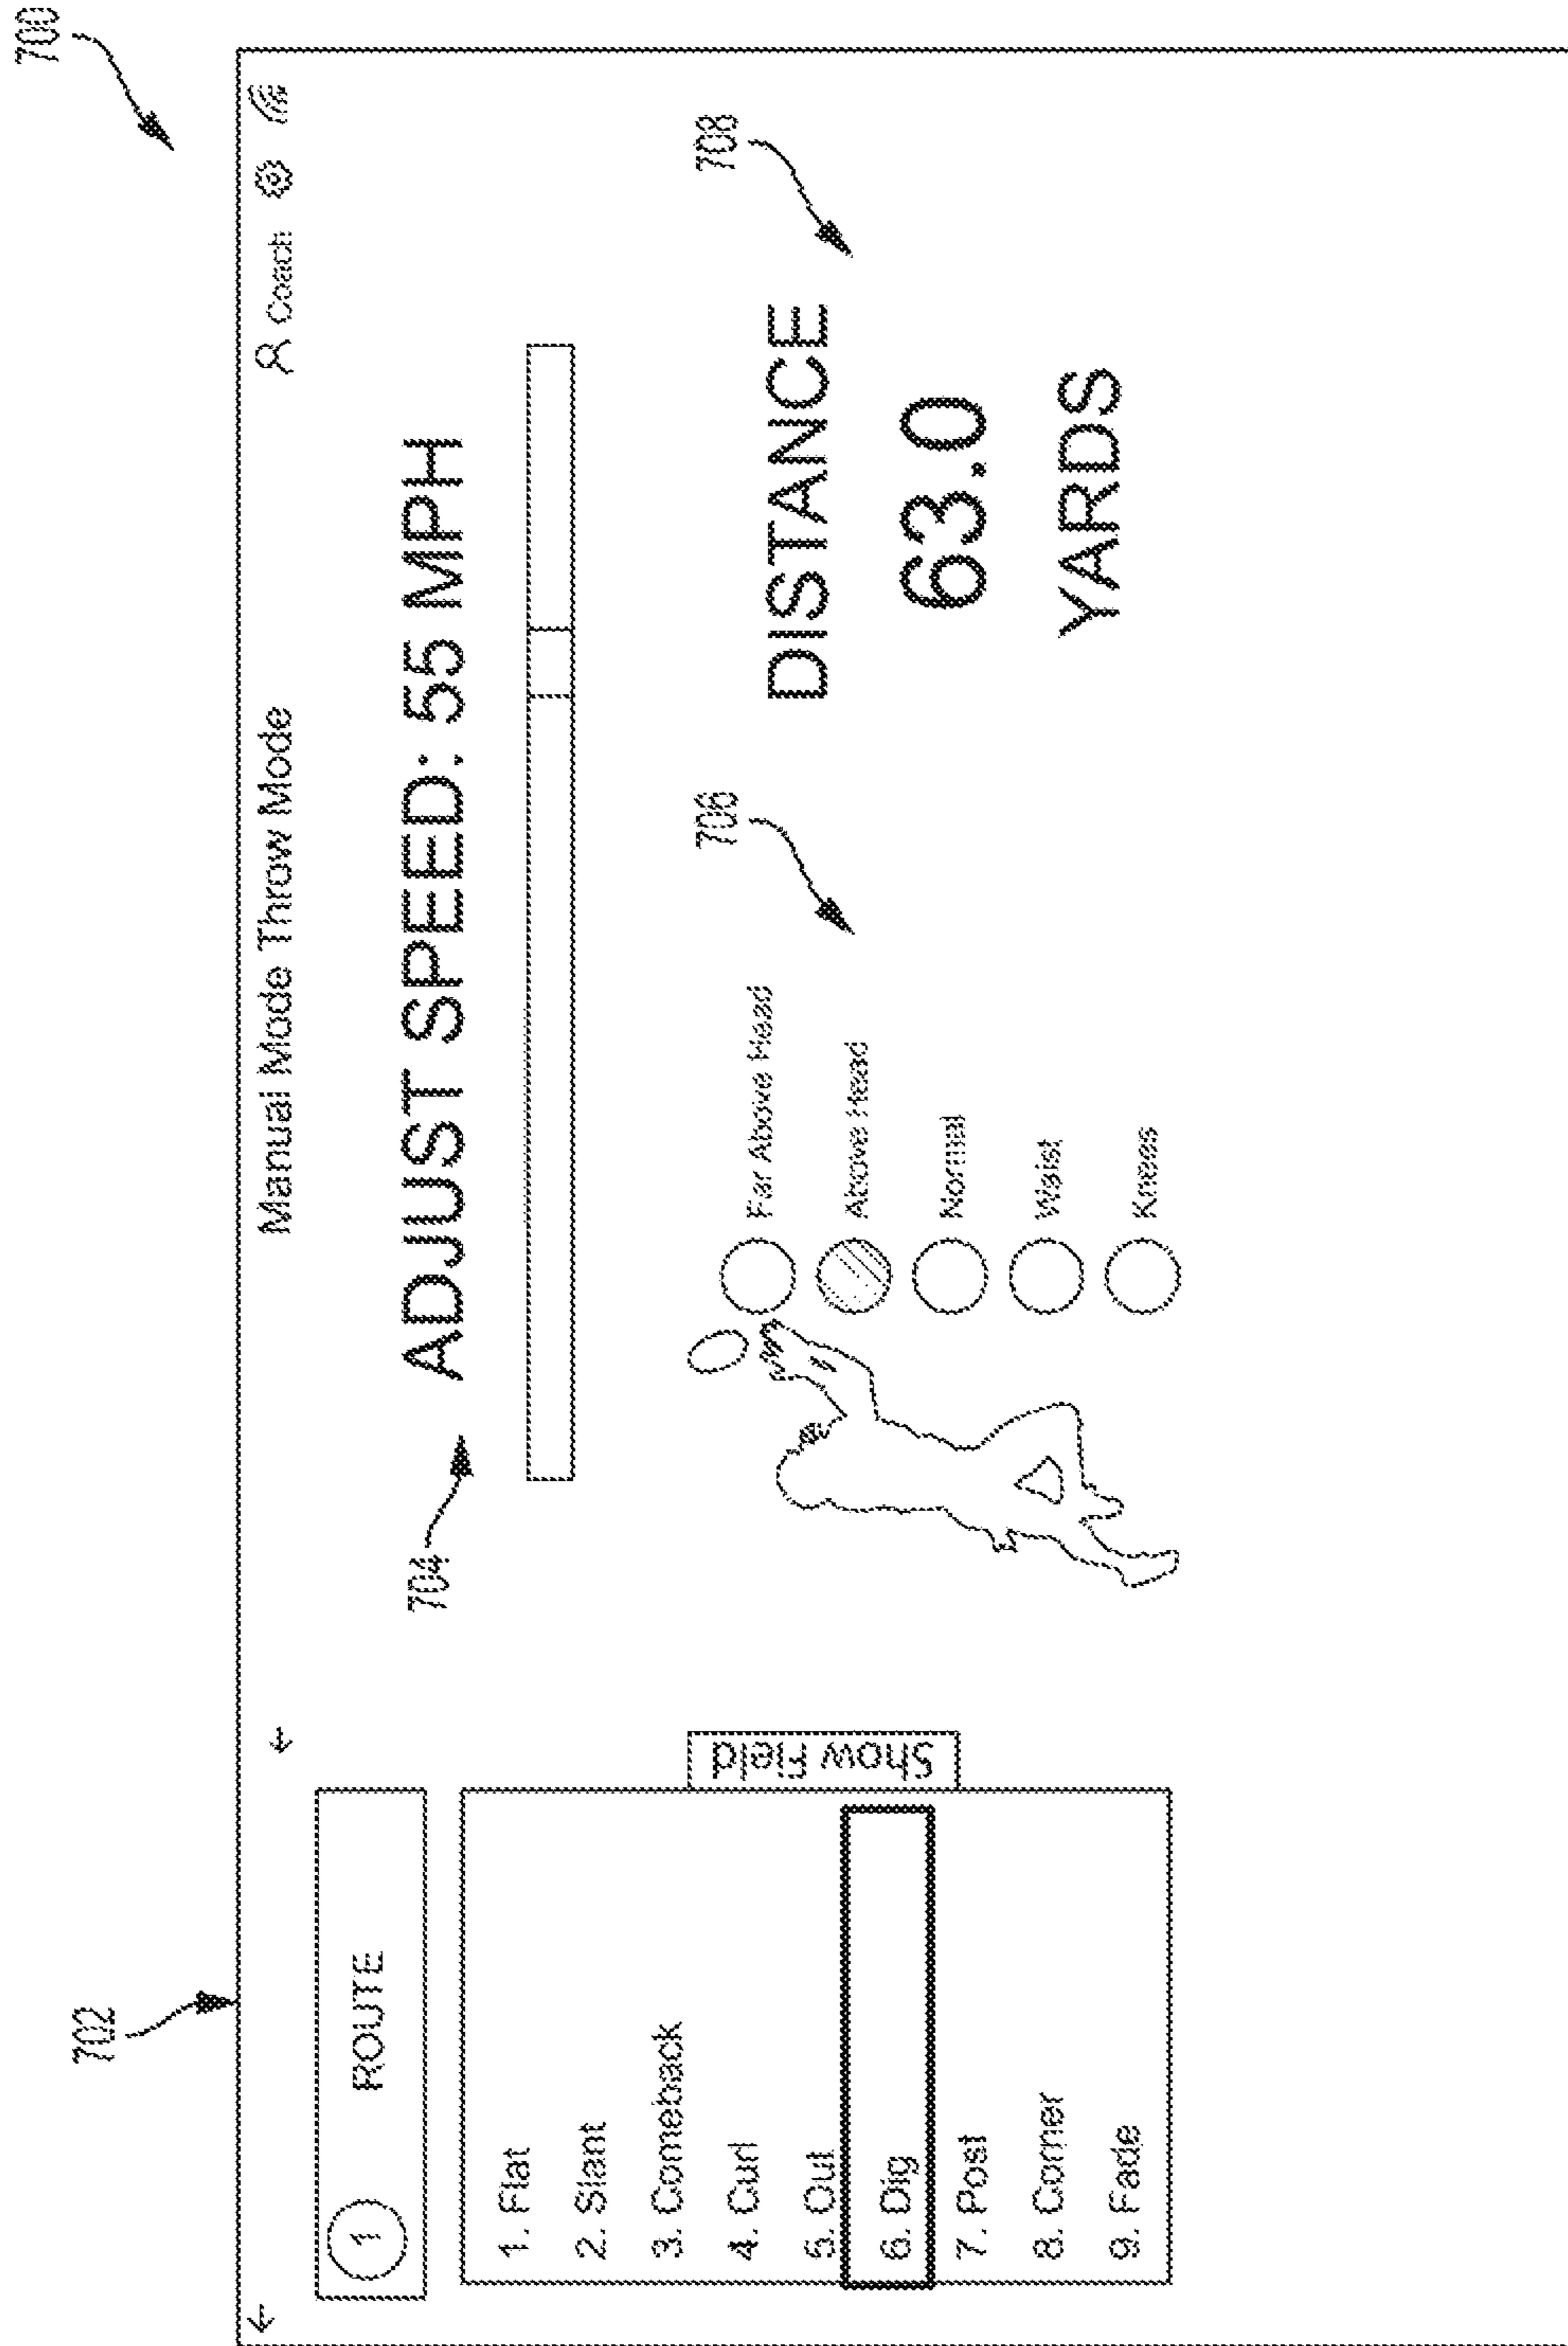 700
702
Manual Mode Throw Mode
Coach
1 ROUTE
704
ADJUST SPEED: 55 MPH
1. Flat
2. Slant
3. Comeback
4. Curl
5. Out
6. Dig
7. Post
8. Corner
9. Fade
Show Field
706
Far Above Head
Above Head
Normal
Waist
Knees
708
DISTANCE
63.0
YARDS